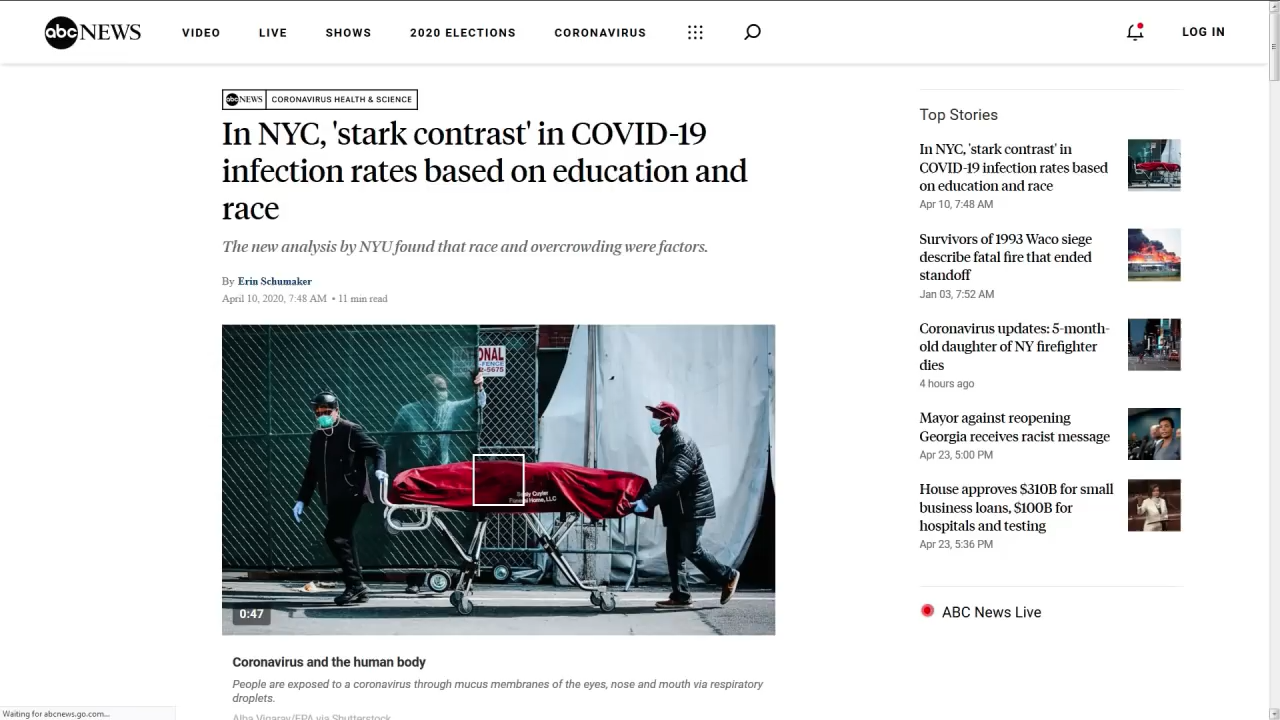 abc NEWS VIDEO LIVE SHOWS 2020 ELECTIONS CORONAVIRUS LOG IN
abc NEWS CORONAVIRUS HEALTH & SCIENCE
In NYC, 'stark contrast' in COVID-19
infection rates based on education and
race
The new analysis by NYU found that race and overcrowding were factors.
By Erin Schumaker
April 10, 2020, 7:48 AM • 11 min read
0:47
Coronavirus and the human body
People are exposed to a coronavirus through mucus membranes of the eyes, nose and mouth via respiratory
droplets.
Alba Vigaray/EPA via Shutterstock
Top Stories
In NYC, 'stark contrast' in
COVID-19 infection rates based
on education and race
Apr 10, 7:48 AM
Survivors of 1993 Waco siege
describe fatal fire that ended
standoff
Jan 03, 7:52 AM
Coronavirus updates: 5-month-
old daughter of NY firefighter
dies
4 hours ago
Mayor against reopening
Georgia receives racist message
Apr 23, 5:00 PM
House approves $310B for small
business loans, $100B for
hospitals and testing
Apr 23, 5:36 PM
ABC News Live
Waiting for abcnews.go.com...